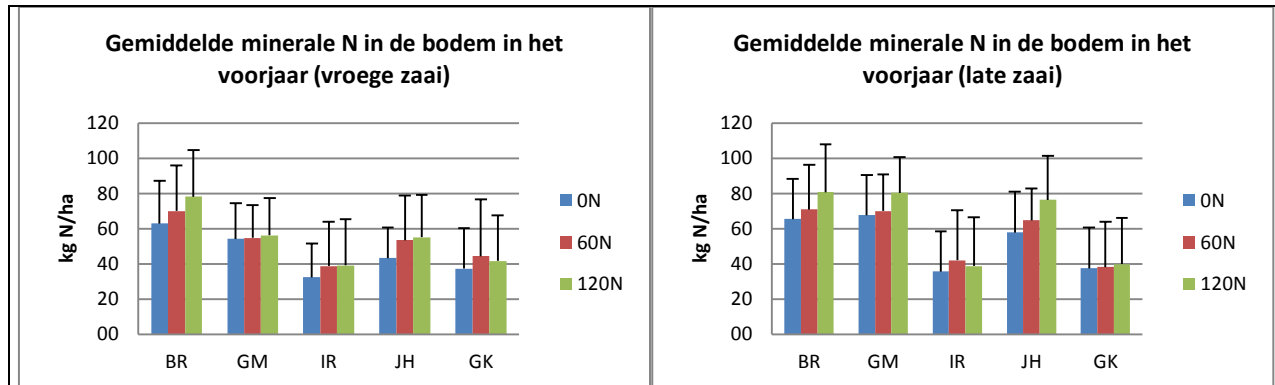 Gemiddelde minerale N in de bodem in het
voorjaar (vroege zaai)
kg N/ha
120
100
80
60
40
20
00
BR GM IR JH GK
0N
60N
120N
Gemiddelde minerale N in de bodem in het
voorjaar (late zaai)
kg N/ha
120
100
80
60
40
20
00
BR GM IR JH GK
0N
60N
120N